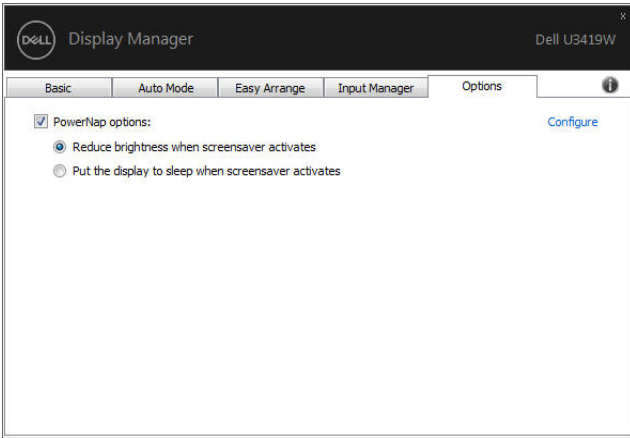 x
DELL Display Manager Dell U3419W
Basic Auto Mode Easy Arrange Input Manager Options i
PowerNap options: Configure
Reduce brightness when screensaver activates
Put the display to sleep when screensaver activates